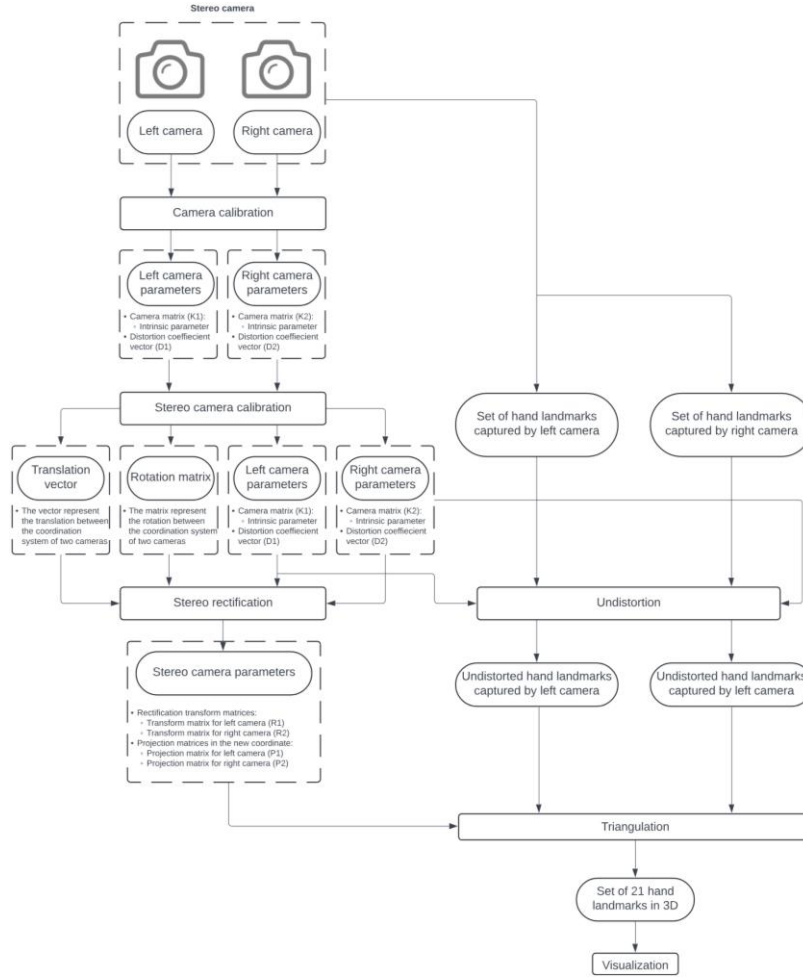 Stereo camera
Left camera
Right camera
Camera calibration
Left camera
parameters
• Camera matrix (K1):
◦ Intrinsic parameter
• Distortion coeffiecient
vector (D1)
Right camera
parameters
• Camera matrix (K2):
◦ Intrinsic parameter
• Distortion coeffiecient
vector (D2)
Stereo camera calibration
Set of hand landmarks
captured by left camera
Set of hand landmarks
captured by right camera
Translation
vector
• The vector represent
the translation between
the coordination
system of two cameras
Rotation matrix
• The matrix represent
the rotation between
the coordination system
of two cameras
Left camera
parameters
• Camera matrix (K1):
◦ Intrinsic parameter
• Distortion coeffiecient
vector (D1)
Right camera
parameters
• Camera matrix (K2):
◦ Intrinsic parameter
• Distortion coeffiecient
vector (D2)
Stereo rectification
Undistortion
Stereo camera parameters
• Rectification transform matrices:
◦ Transform matrix for left camera (R1)
◦ Transform matrix for right camera (R2)
• Projection matrices in the new coordinate:
◦ Projection matrix for left camera (P1)
◦ Projection matrix for right camera (P2)
Undistorted hand landmarks
captured by left camera
Undistorted hand landmarks
captured by left camera
Triangulation
Set of 21 hand
landmarks in 3D
Visualization